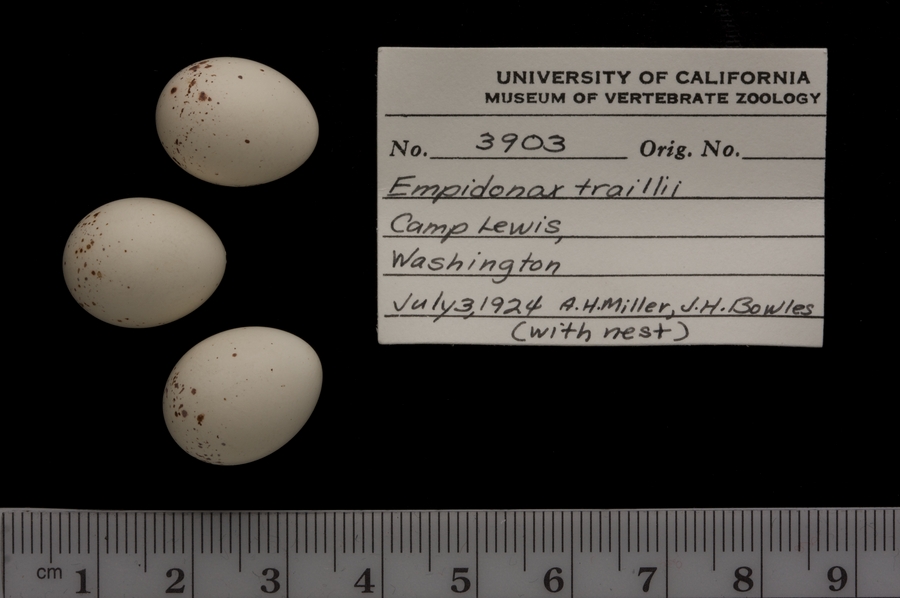 UNIVERSITY OF CALIFORNIA
MUSEUM OF VERTEBRATE ZOOLOGY
No. 3903 Orig. No.
Empidonax traillii
Camp Lewis,
Washington
July 3, 1924 A.H. Miller, J.H. Bowles
(with nest)
cm 1 2 3 4 5 6 7 8 9